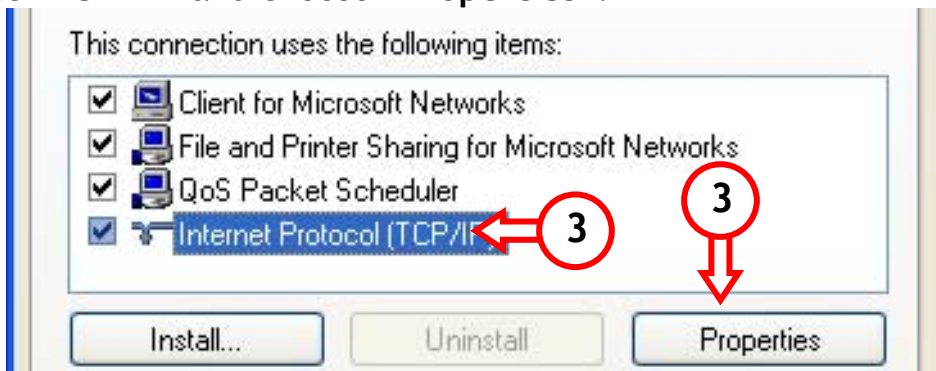 This connection uses the following items:
Client for Microsoft Networks
File and Printer Sharing for Microsoft Networks
QoS Packet Scheduler
Internet Protocol (TCP/IP)
3
3
Install...
Uninstall
Properties